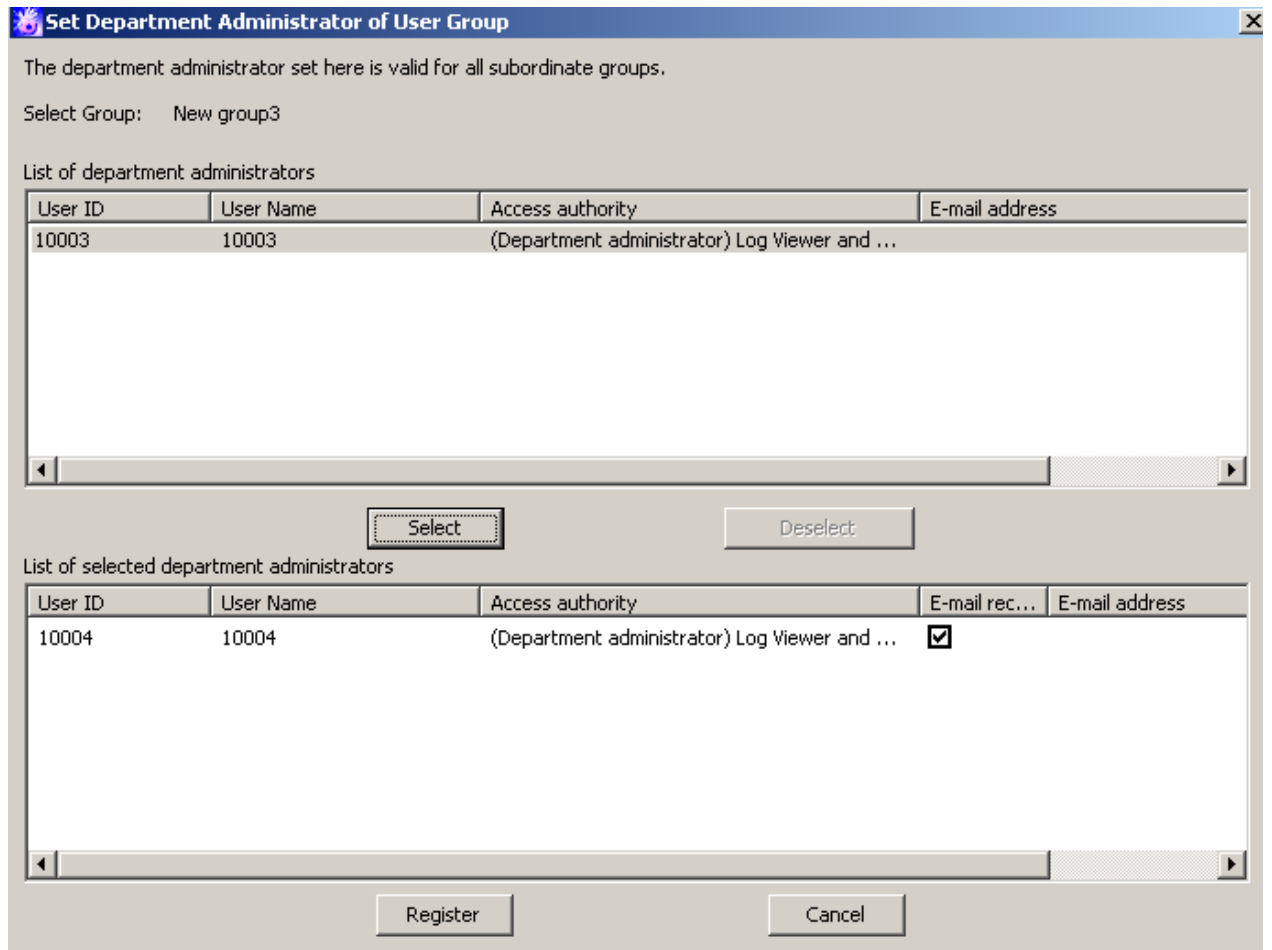 Set Department Administrator of User Group
The department administrator set here is valid for all subordinate groups.
Select Group: New group3
List of department administrators
User ID User Name Access authority E-mail address
10003 10003 (Department administrator) Log Viewer and ...
Select Deselect
List of selected department administrators
User ID User Name Access authority E-mail rec... E-mail address
10004 10004 (Department administrator) Log Viewer and ...
Register Cancel